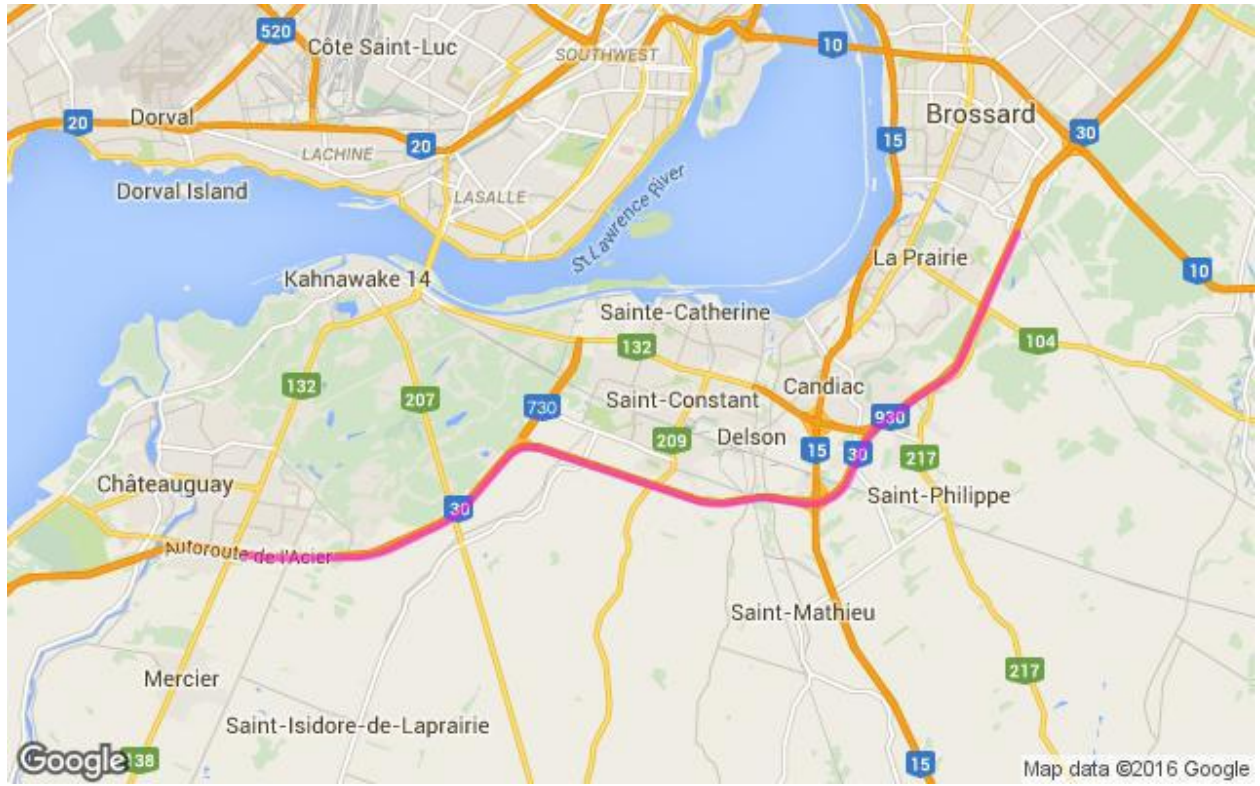 520
Côte Saint-Luc
SOUTHWEST
10
Brossard
20
Dorval
30
20
15
LACHINE
Dorval Island
LASALLE
St Lawrence River
La Prairie
10
Kahnawake 14
Sainte-Catherine
132
104
132
207
730
Saint-Constant
Candiac
930
209
Delson
15
30
217
Châteauguay
Saint-Philippe
30
Autoroute de l'Acier
Saint-Mathieu
Mercier
217
Saint-Isidore-de-Laprairie
Google
138
15
Map data ©2016 Google